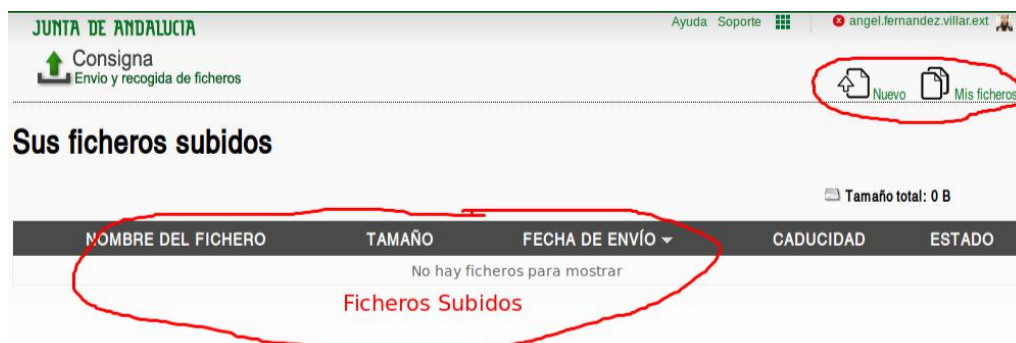 JUNTA DE ANDALUCIA
Ayuda Soporte angel.fernandez.villar.ext
Consigna
Envio y recogida de ficheros
Nuevo Mis ficheros
Sus ficheros subidos
Tamaño total: 0 B
NOMBRE DEL FICHERO TAMAÑO FECHA DE ENVÍO CADUCIDAD ESTADO
No hay ficheros para mostrar
Ficheros Subidos